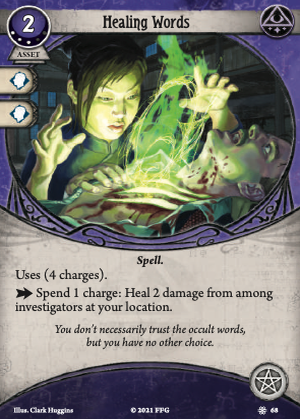 Healing Words
2
ASSET
Spell.
Uses (4 charges).
Spend 1 charge: Heal 2 damage from among
investigators at your location.
You don't necessarily trust the occult words,
but you have no other choice.
Illus. Clark Huggins
© 2021 FFG
68